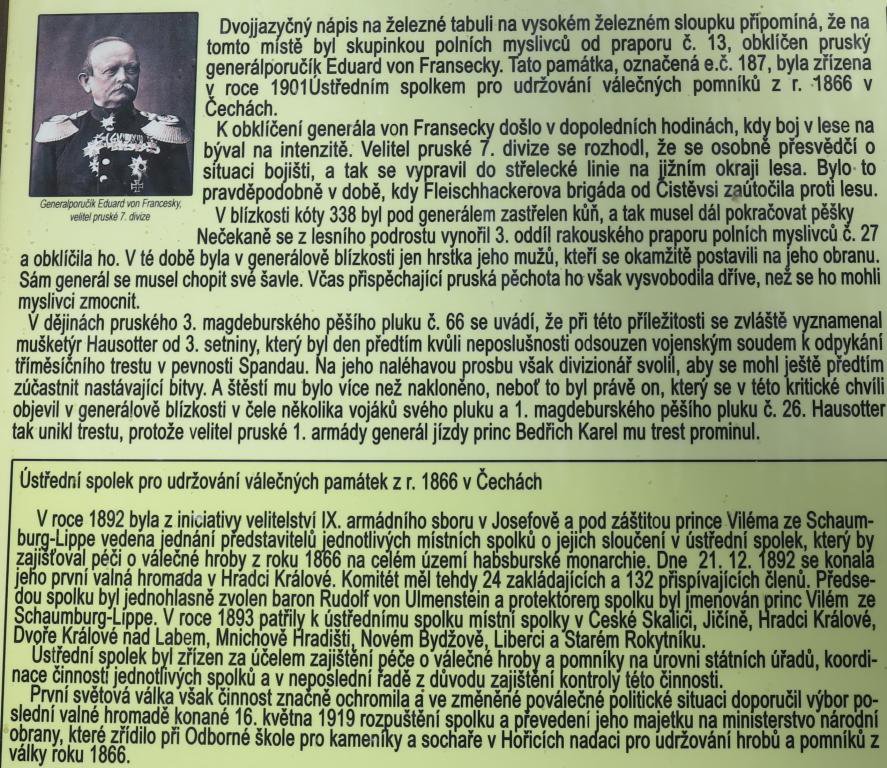 Dvojjazyčný nápis na železné tabuli na vysokém železném sloupku připomíná, že na
tomto místě byl skupinkou polních myslivců od praporu č. 13, obklíčen pruský
generálporučík Eduard von Fransecky. Tato památka, označená e.č. 187, byla zřízena
v roce 1901Ústředním spolkem pro udržování válečných pomníků z r. 1866 v
Čechách.
K obklíčení generála von Fransecky došlo v dopoledních hodinách, kdy boj v lese na
býval na intenzitě. Velitel pruské 7. divize se rozhodl, že se osobně přesvědčí o
situaci bojišti, a tak se vypravil do střelecké linie na jižním okraji lesa. Bylo to
pravděpodobně v době, kdy Fleischhackerova brigáda od Čistěvsi zaútočila proti lesu.
Generalporučík Eduard von Francesky,
velitel pruské 7. divize
V blízkosti kóty 338 byl pod generálem zastřelen kůň, a tak musel dál pokračovat pěšky
Nečekaně se z lesního podrostu vynořil 3. oddíl rakouského praporu polních myslivců č. 27
a obklíčila ho. V té době byla v generálově blízkosti jen hrstka jeho mužů, kteří se okamžitě postavili na jeho obranu.
Sám generál se musel chopit své šavle. Včas přispěchající pruská pěchota ho však vysvobodila dříve, než se ho mohli
myslivci zmocnit.
V dějinách pruského 3. magdeburského pěšího pluku č. 66 se uvádí, že při této příležitosti se zvláště vyznamenal
mušketýr Hausotter od 3. setniny, který byl den předtím kvůli neposlušnosti odsouzen vojenským soudem k odpykání
tříměsíčního trestu v pevnosti Spandau. Na jeho naléhavou prosbu však divizionář svolil, aby se mohl ještě předtím
zúčastnit nastávající bitvy. A štěstí mu bylo více než nakloněno, neboť to byl právě on, který se v této kritické chvíli
objevil v generálově blízkosti v čele několika vojáků svého pluku a 1. magdeburského pěšího pluku č. 26. Hausotter
tak unikl trestu, protože velitel pruské 1. armády generál jízdy princ Bedřich Karel mu trest prominul.
Ústřední spolek pro udržování válečných památek z r. 1866 v Čechách
V roce 1892 byla z iniciativy velitelství IX. armádního sboru v Josefově a pod záštitou prince Viléma ze Schaum-
burg-Lippe vedena jednání představitelů jednotlivých místních spolků o jejich sloučení v ústřední spolek, který by
zajišťoval péči o válečné hroby z roku 1866 na celém území habsburské monarchie. Dne 21. 12. 1892 se konala
jeho první valná hromada v Hradci Králové. Komitét měl tehdy 24 zakládajících a 132 přispívajících členů. Předse-
dou spolku byl jednohlasně zvolen baron Rudolf von Ulmenstein a protektorem spolku byl jmenován princ Vilém ze
Schaumburg-Lippe. V roce 1893 patřily k ústřednímu spolku místní spolky v České Skalici, Jičíně, Hradci Králové,
Dvoře Králové nad Labem, Mnichově Hradišti, Novém Bydžově, Liberci a Starém Rokytníku.
Ústřední spolek byl zřízen za účelem zajištění péče o válečné hroby a pomníky na úrovni státních úřadů, koordi-
nace činností jednotlivých spolků a v neposlední řadě z důvodu zajištění kontroly této činnosti.
První světová válka však činnost značně ochromila a ve změněné poválečné politické situaci doporučil výbor po-
slední valné hromadě konané 16. května 1919 rozpuštění spolku a převedení jeho majetku na ministerstvo národní
obrany, které zřídilo při Odborné škole pro kameníky a sochaře v Hořicích nadaci pro udržování hrobů a pomníků z
války roku 1866.